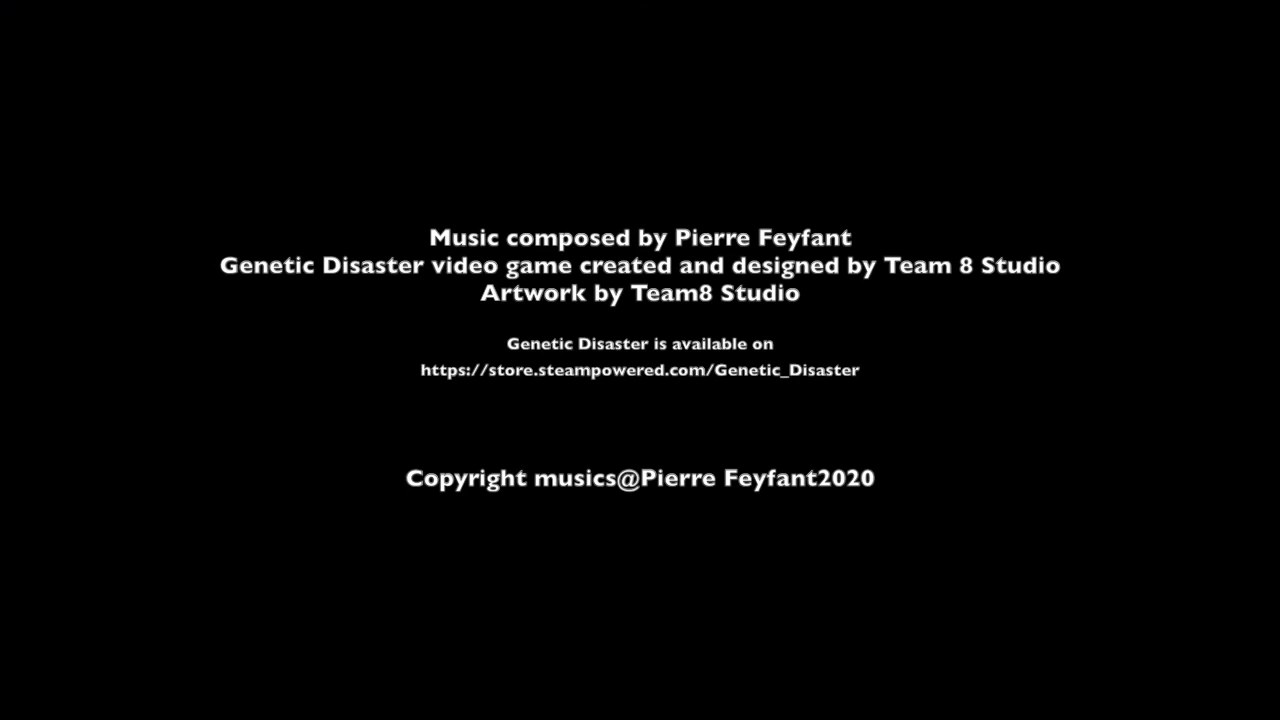 Music composed by Pierre Feyfant
Genetic Disaster video game created and designed by Team 8 Studio
Artwork by Team8 Studio
Genetic Disaster is available on
https://store.steampowered.com/Genetic_Disaster
Copyright musics@Pierre Feyfant2020